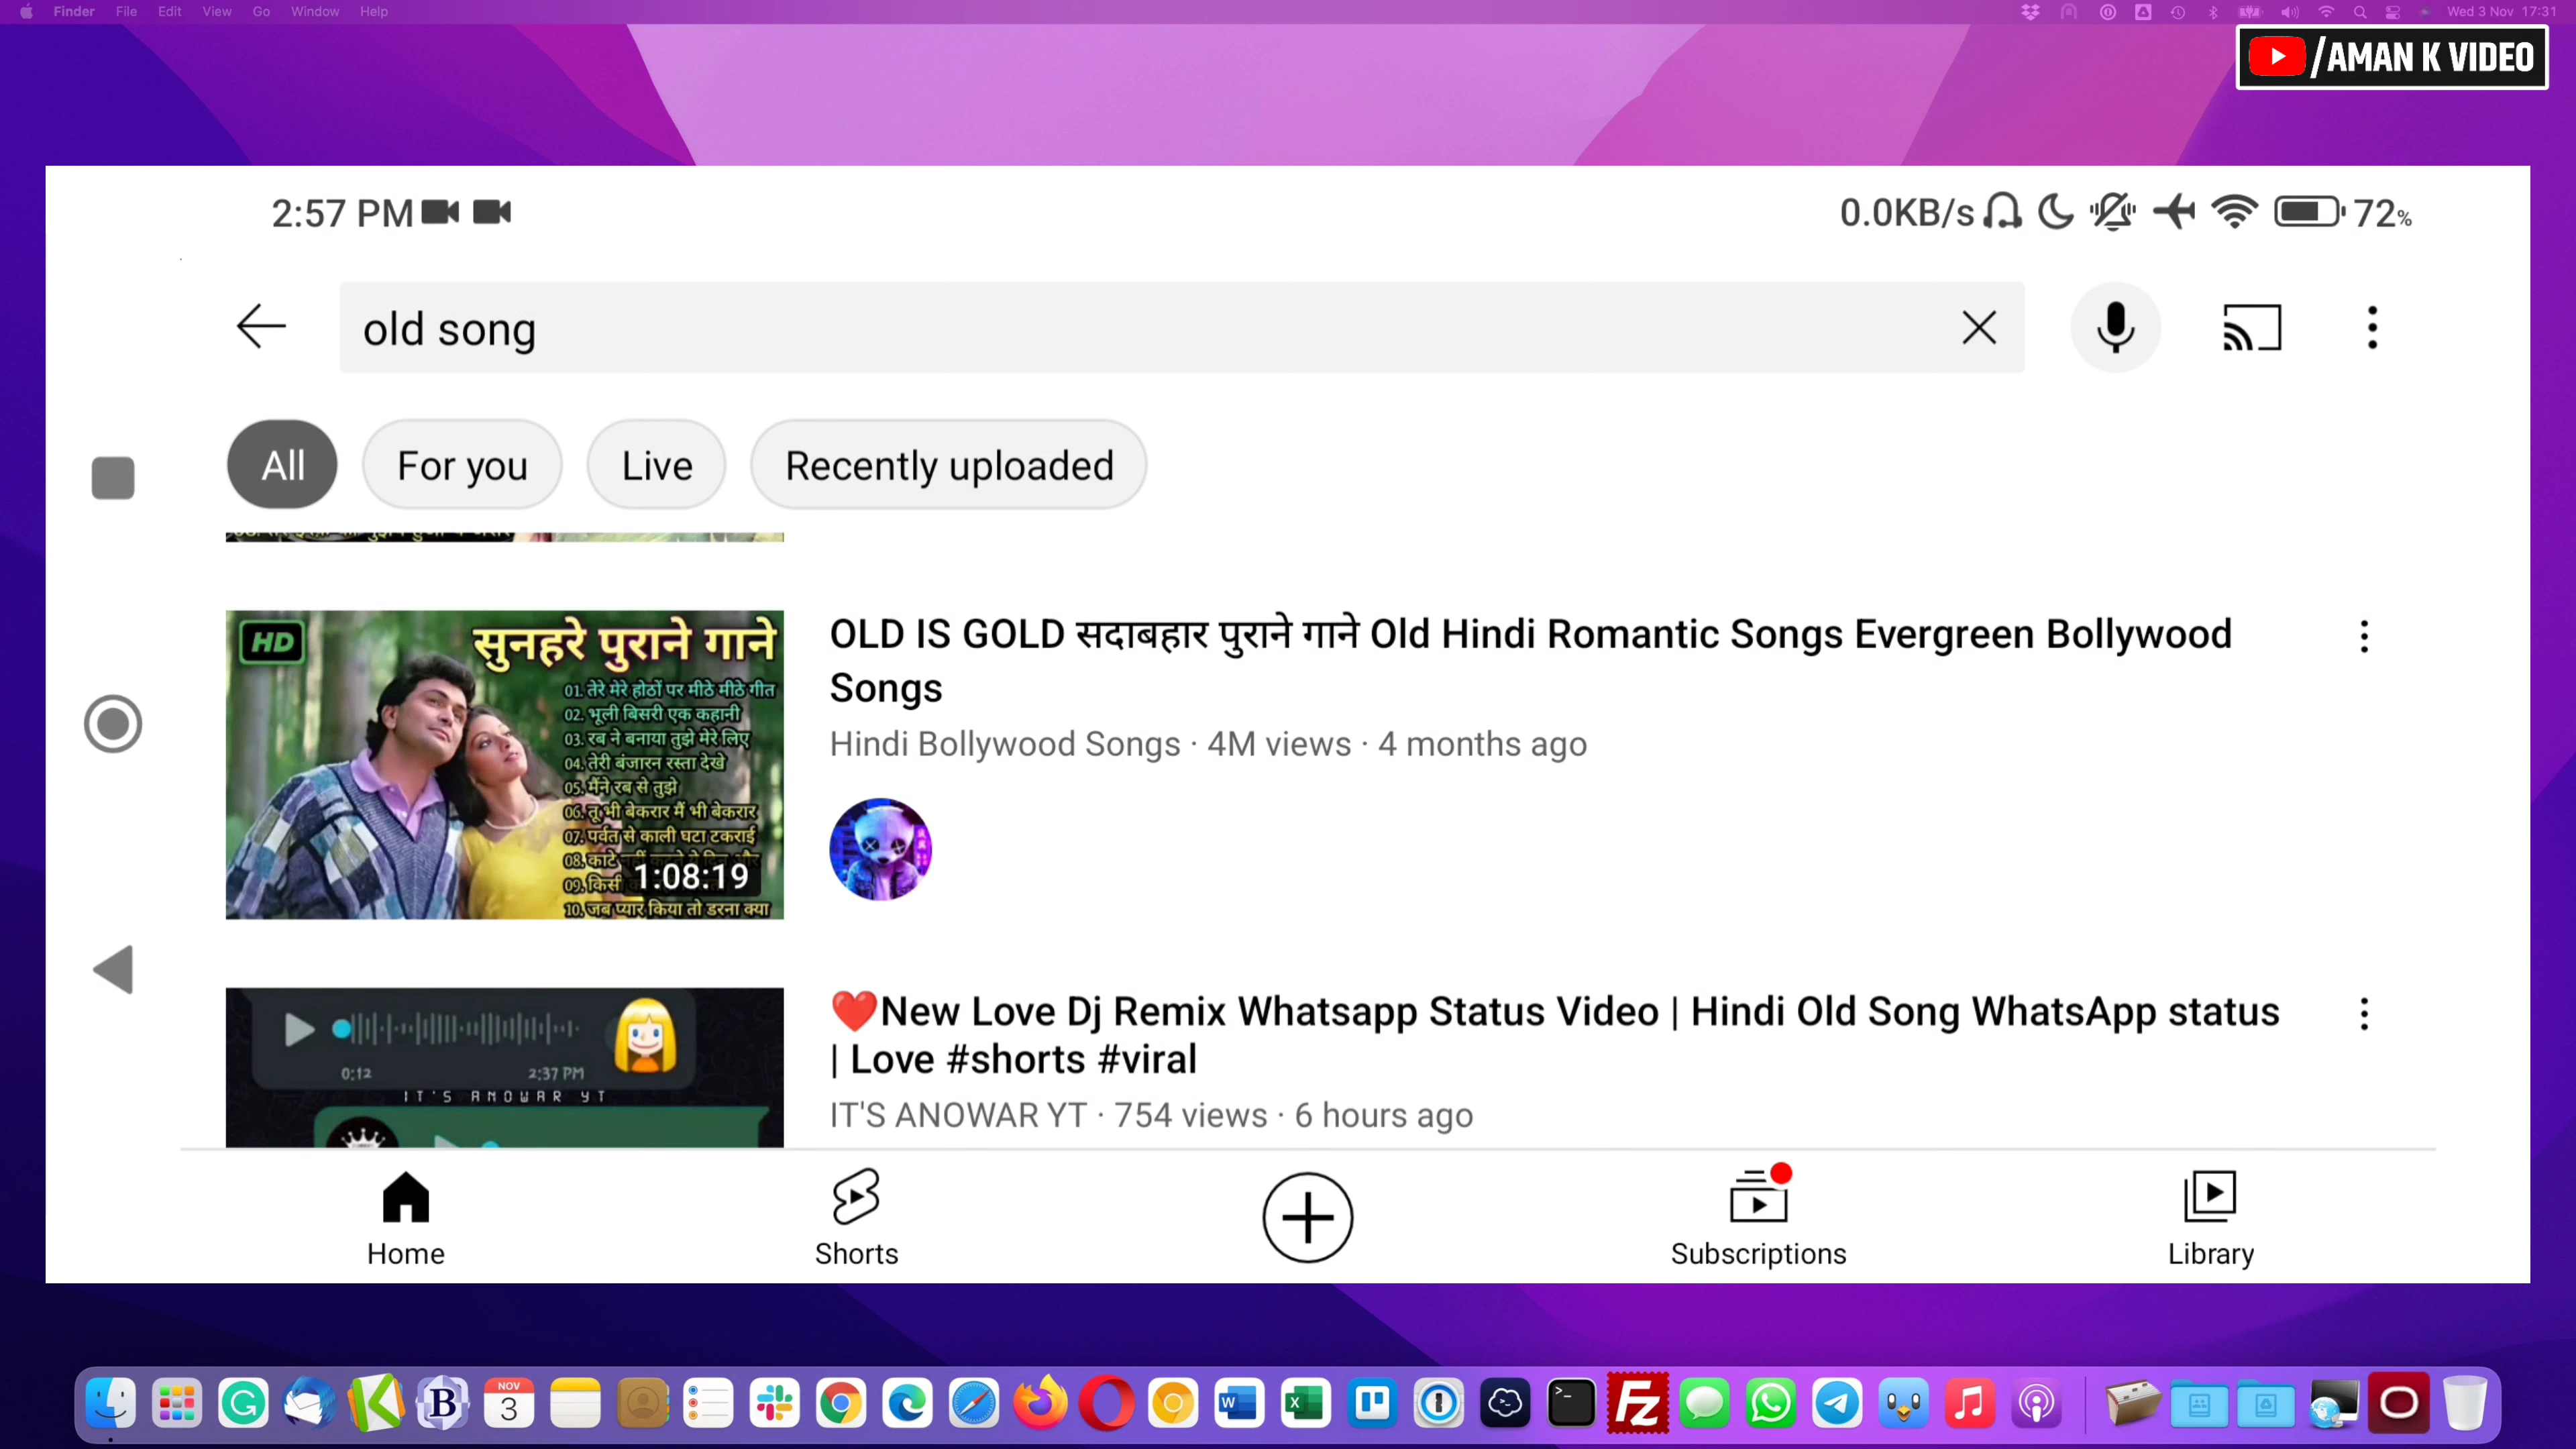 Finder File Edit View Go Window Help
Wed 3 Nov 17:31
/AMAN K VIDEO
2:57 PM
0.0KB/s 72%
old song
All For you Live Recently uploaded
HD
सुनहरे पुराने गाने
01. तेरे मेरे होठों पर मीठे मीठे गीत
02. भूली बिसरी एक कहानी
03. रब ने बनाया तुझे मेरे लिए
04. तेरी बंजारन रस्ता देखे
05. मैंने रब से तुझे
06. तू भी बेकरार मैं भी बेकरार
07. पर्वत से काली घटा टकराई
08. काटे नहीं
09. किसी
10. जब प्यार किया तो डरना क्या
1:08:19
OLD IS GOLD सदाबहार पुराने गाने Old Hindi Romantic Songs Evergreen Bollywood
Songs
Hindi Bollywood Songs · 4M views · 4 months ago
0:12 2:37 PM
IT'S ANOWAR YT
❤️New Love Dj Remix Whatsapp Status Video | Hindi Old Song WhatsApp status
| Love #shorts #viral
IT'S ANOWAR YT · 754 views · 6 hours ago
Home Shorts Subscriptions Library
NOV
3